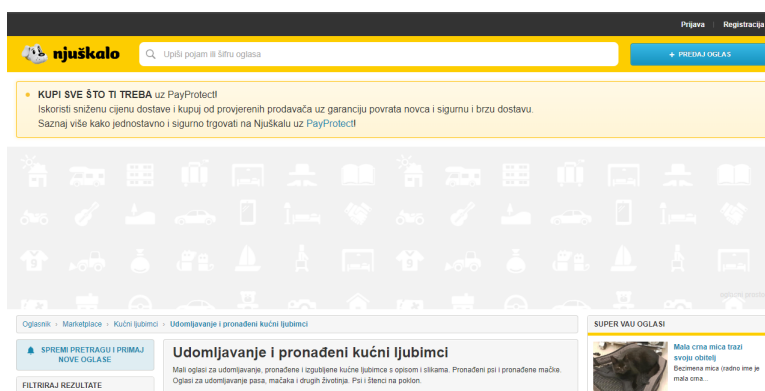 Prijava
Registracija
njuškalo
Upiši pojam ili šifru oglasa
+ PREDAJ OGLAS
KUPI SVE ŠTO TI TREBA uz PayProtect!
Iskoristi sniženu cijenu dostave i kupuj od provjerenih prodavača uz garanciju povrata novca i sigurnu i brzu dostavu.
Saznaj više kako jednostavno i sigurno trgovati na Njuškalu uz PayProtect!
Oglasnik › Marketplace › Kućni ljubimci › Udomljavanje i pronađeni kućni ljubimci
SUPER VAU OGLASI
SPREMI PRETRAGU I PRIMAJ
NOVE OGLASE
FILTRIRAJ REZULTATE
Udomljavanje i pronađeni kućni ljubimci
Mali oglasi za udomljavanje, pronađene i izgubljene kućne ljubimce s opisom i slikama. Pronađeni psi i pronađene mačke.
Oglasi za udomljavanje pasa, mačaka i drugih životinja. Psi i štenci na poklon.
Mala crna mica trazi
svoju obitelj
Bezimena mica (radno ime je
mala crna...